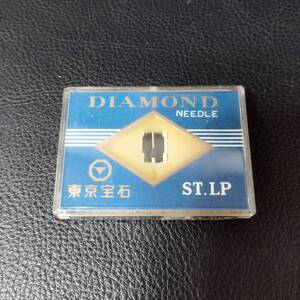 DIAMOND
NEEDLE
東京宝石
ST.LP